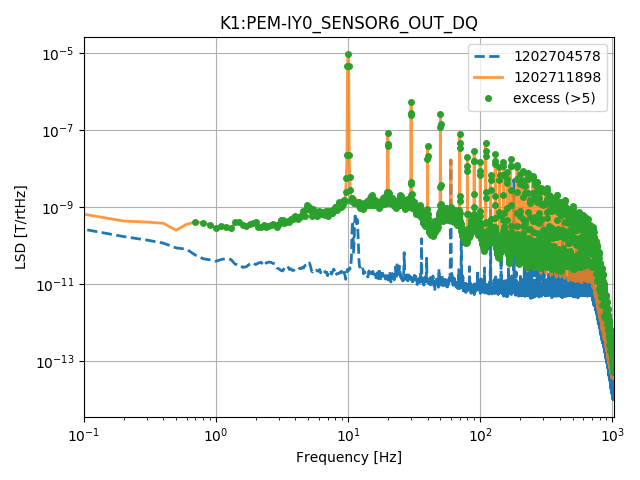 K1:PEM-IY0_SENSOR6_OUT_DQ
1202704578
1202711898
excess (>5)
LSD [T/rtHz]
10⁻⁵
10⁻⁷
10⁻⁹
10⁻¹¹
10⁻¹³
10⁻¹ 10⁰ 10¹ 10² 10³
Frequency [Hz]